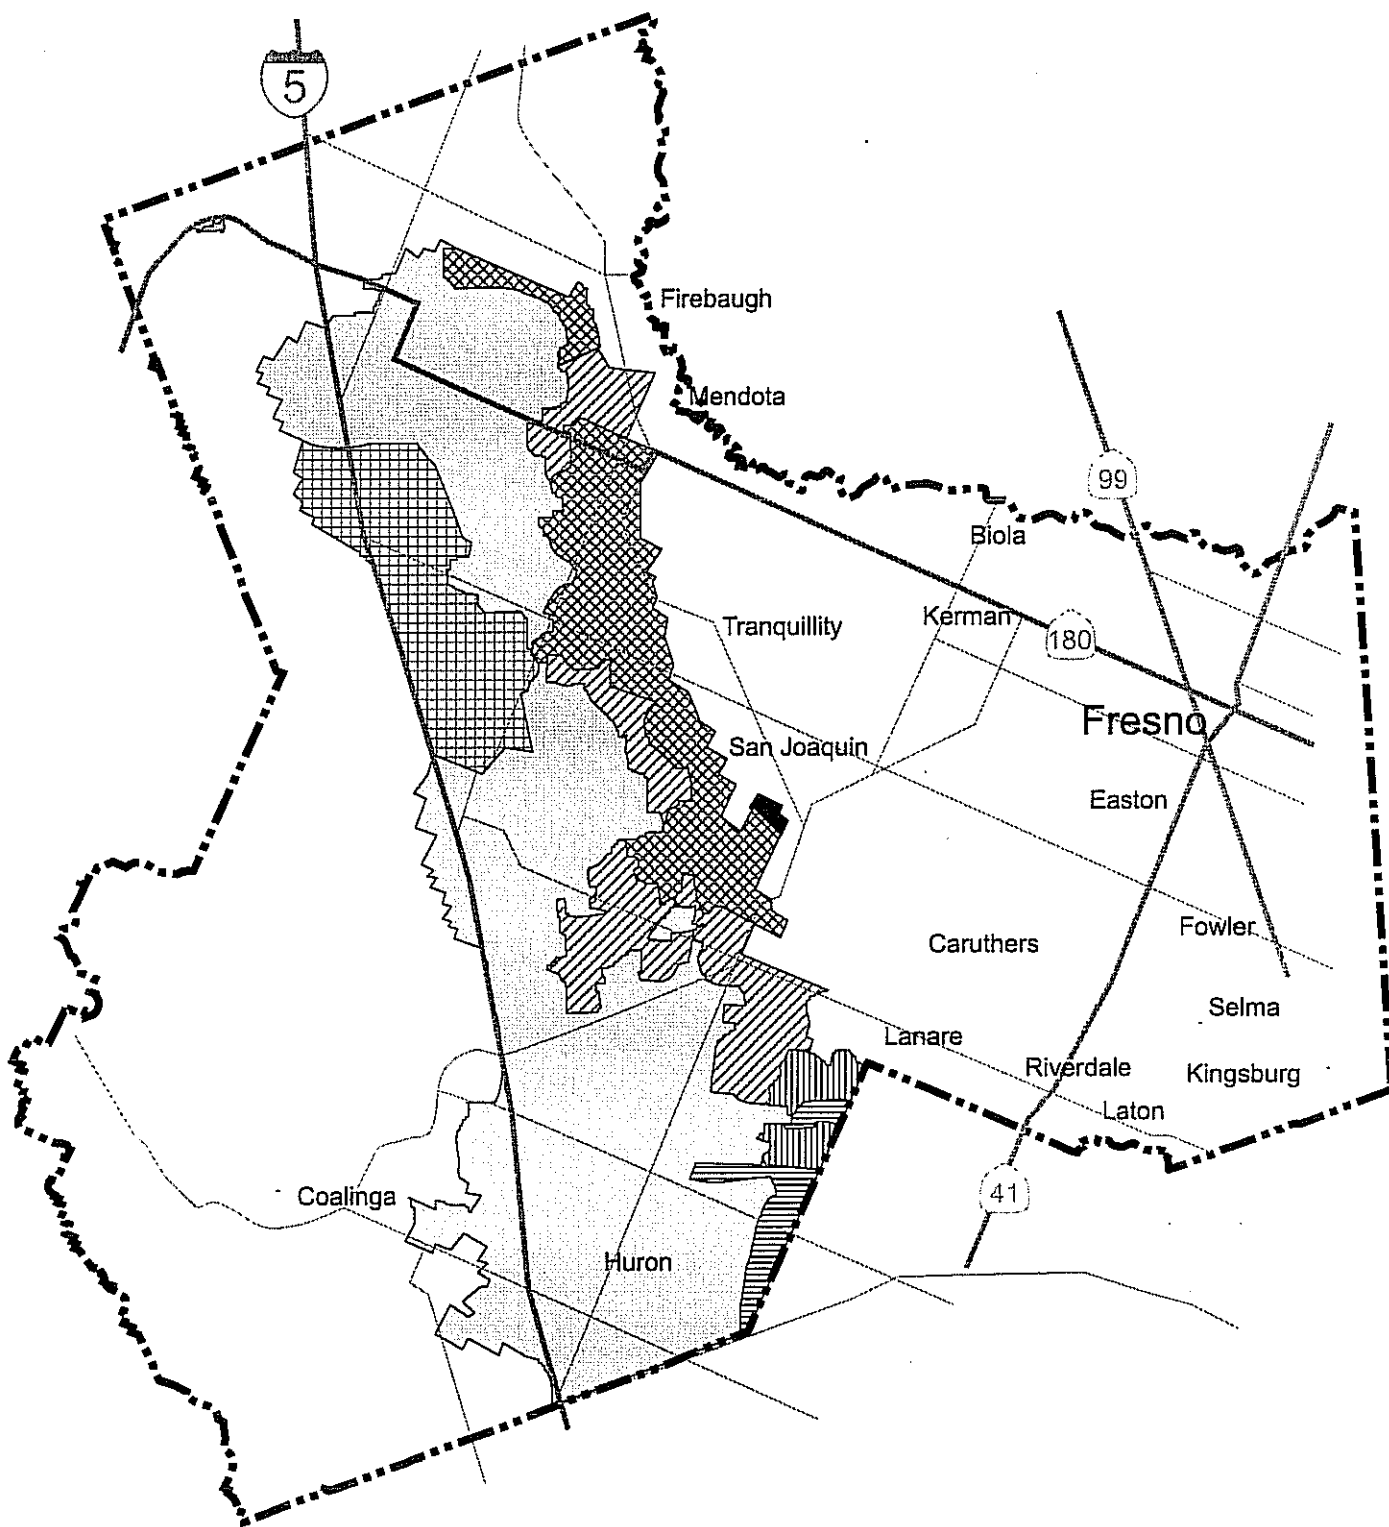 5
Firebaugh
Mendota
99
Biola
Tranquillity
Kerman
180
Fresno
San Joaquin
Easton
Fowler
Caruthers
Selma
Lanare
Riverdale
Kingsburg
Laton
Coalinga
41
Huron